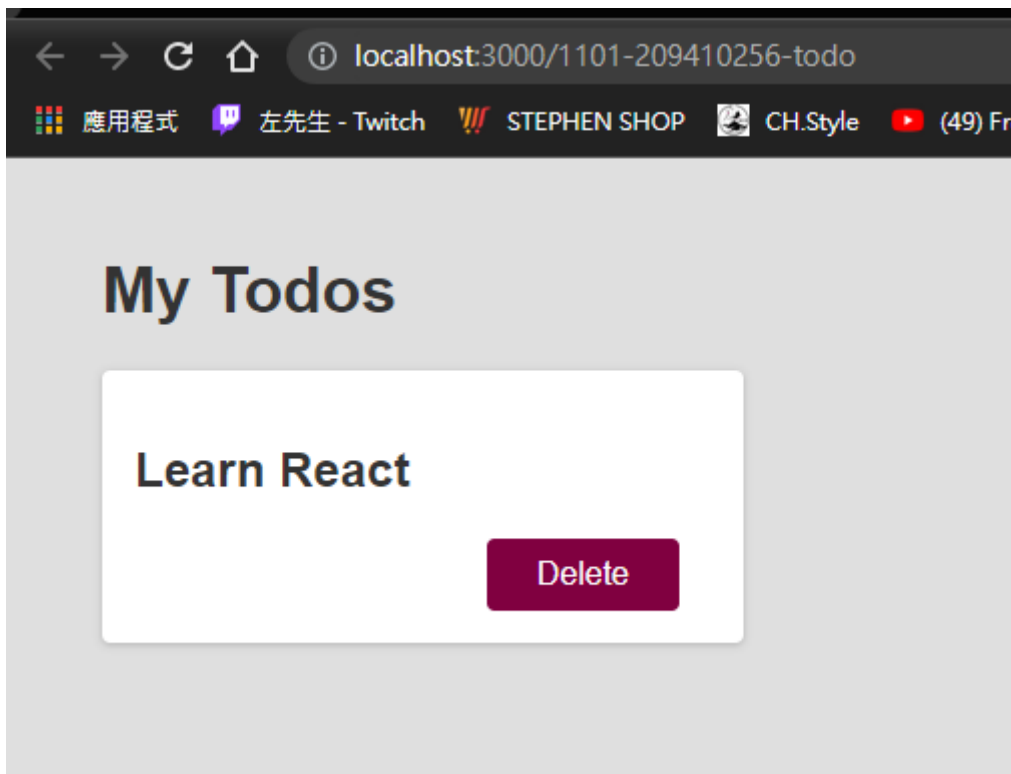 localhost:3000/1101-209410256-todo
應用程式 左先生 - Twitch STEPHEN SHOP CH.Style (49) Fr
My Todos
Learn React
Delete